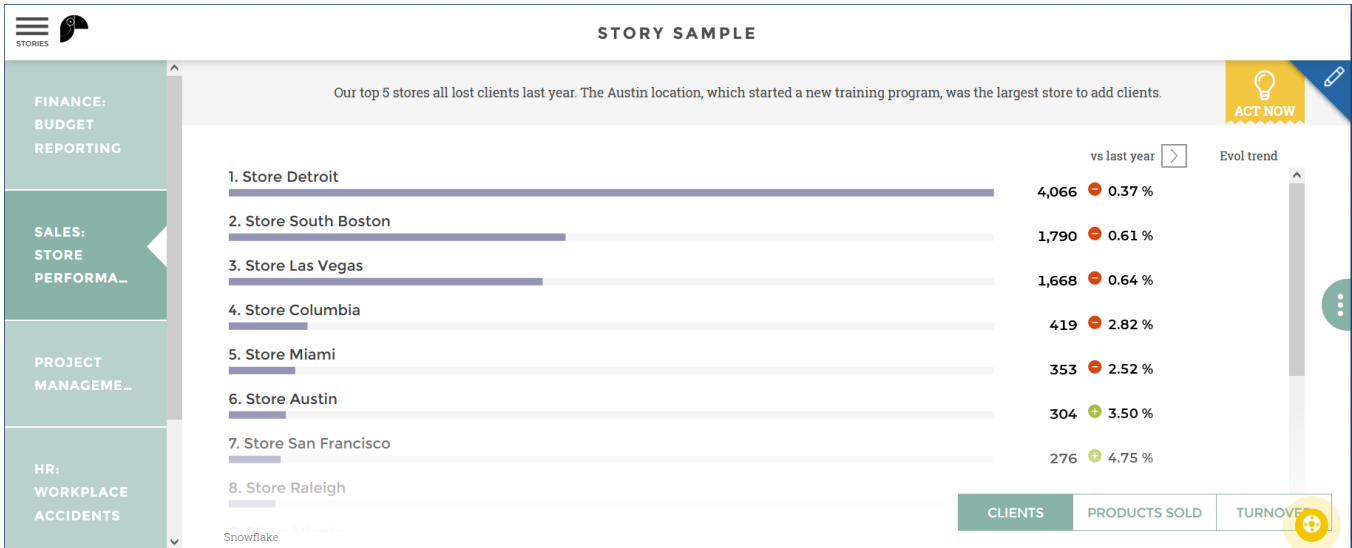 STORIES
STORY SAMPLE
FINANCE:
BUDGET
REPORTING
SALES:
STORE
PERFORMA...
PROJECT
MANAGEME...
HR:
WORKPLACE
ACCIDENTS
Our top 5 stores all lost clients last year. The Austin location, which started a new training program, was the largest store to add clients.
ACT NOW
vs last year
Evol trend
1. Store Detroit
4,066 0.37 %
2. Store South Boston
1,790 0.61 %
3. Store Las Vegas
1,668 0.64 %
4. Store Columbia
419 2.82 %
5. Store Miami
353 2.52 %
6. Store Austin
304 3.50 %
7. Store San Francisco
276 4.75 %
8. Store Raleigh
CLIENTS
PRODUCTS SOLD
Snowflake